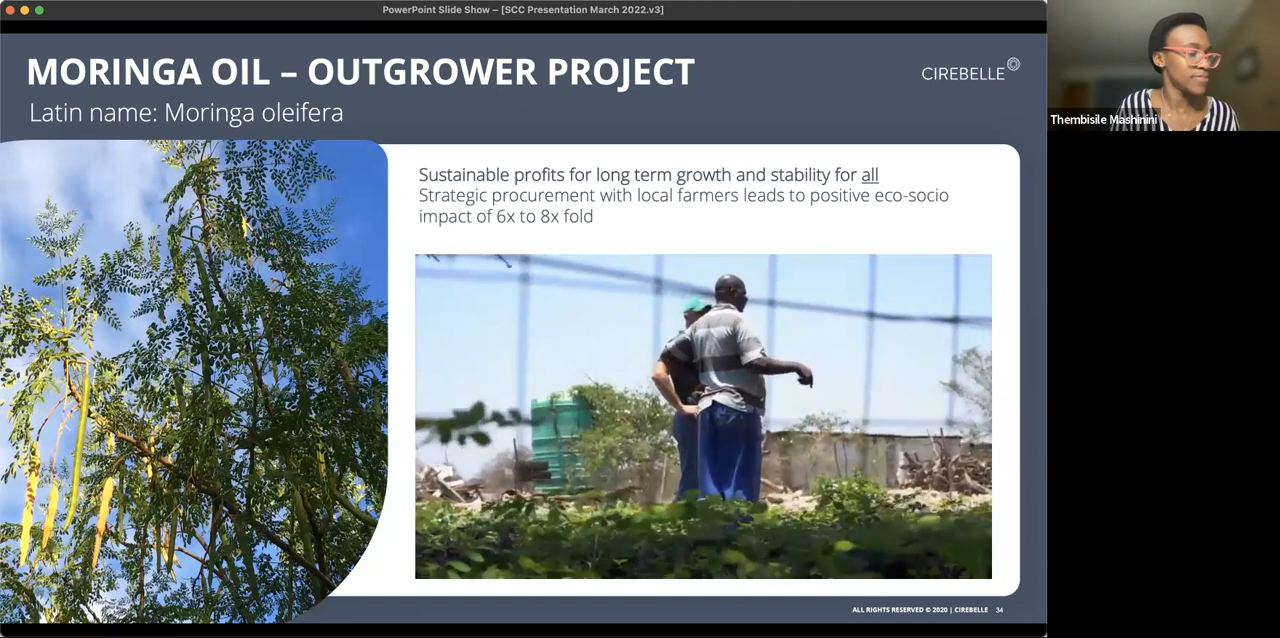 PowerPoint Slide Show – [SCC Presentation March 2022.v3]
MORINGA OIL – OUTGROWER PROJECT
CIREBELLE
Latin name: Moringa oleifera
Thembisile Mashinini
Sustainable profits for long term growth and stability for all
Strategic procurement with local farmers leads to positive eco-socio
impact of 6x to 8x fold
ALL RIGHTS RESERVED © 2020 | CIREBELLE 34